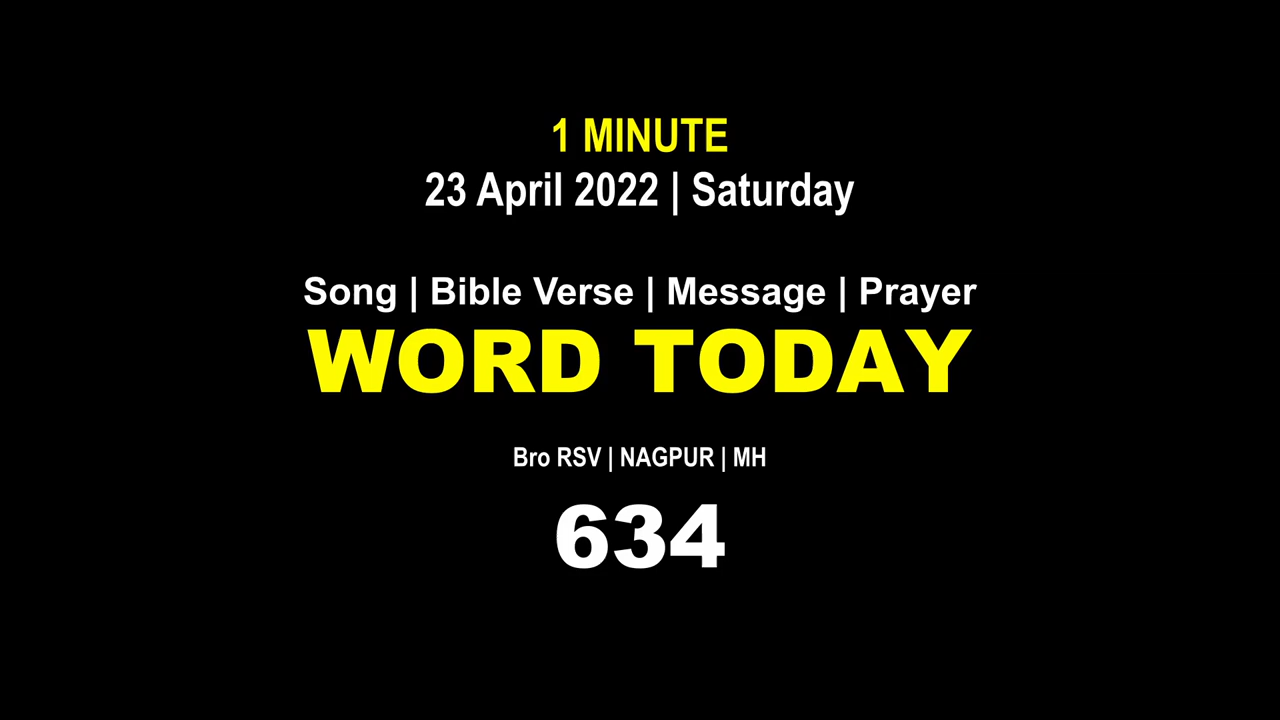 1 MINUTE
23 April 2022 | Saturday
Song | Bible Verse | Message | Prayer
WORD TODAY
Bro RSV | NAGPUR | MH
634